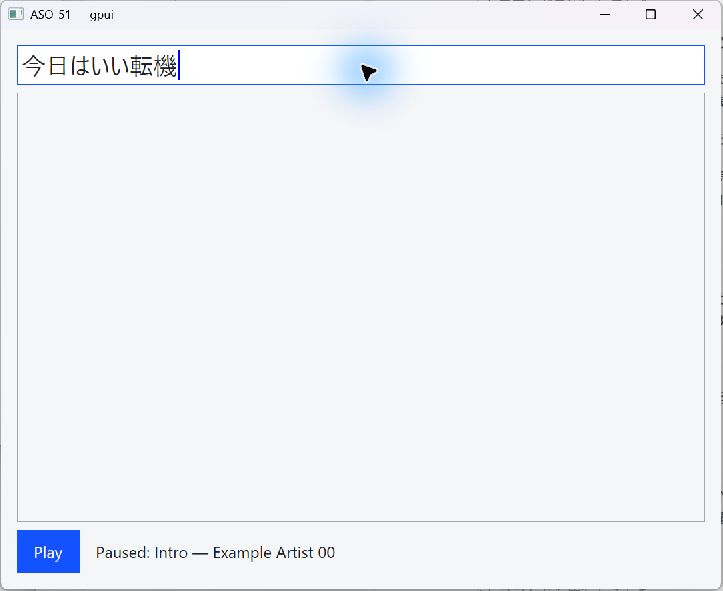 ASO-51 — gpui
今日はいい転機
Play
Paused: Intro — Example Artist 00